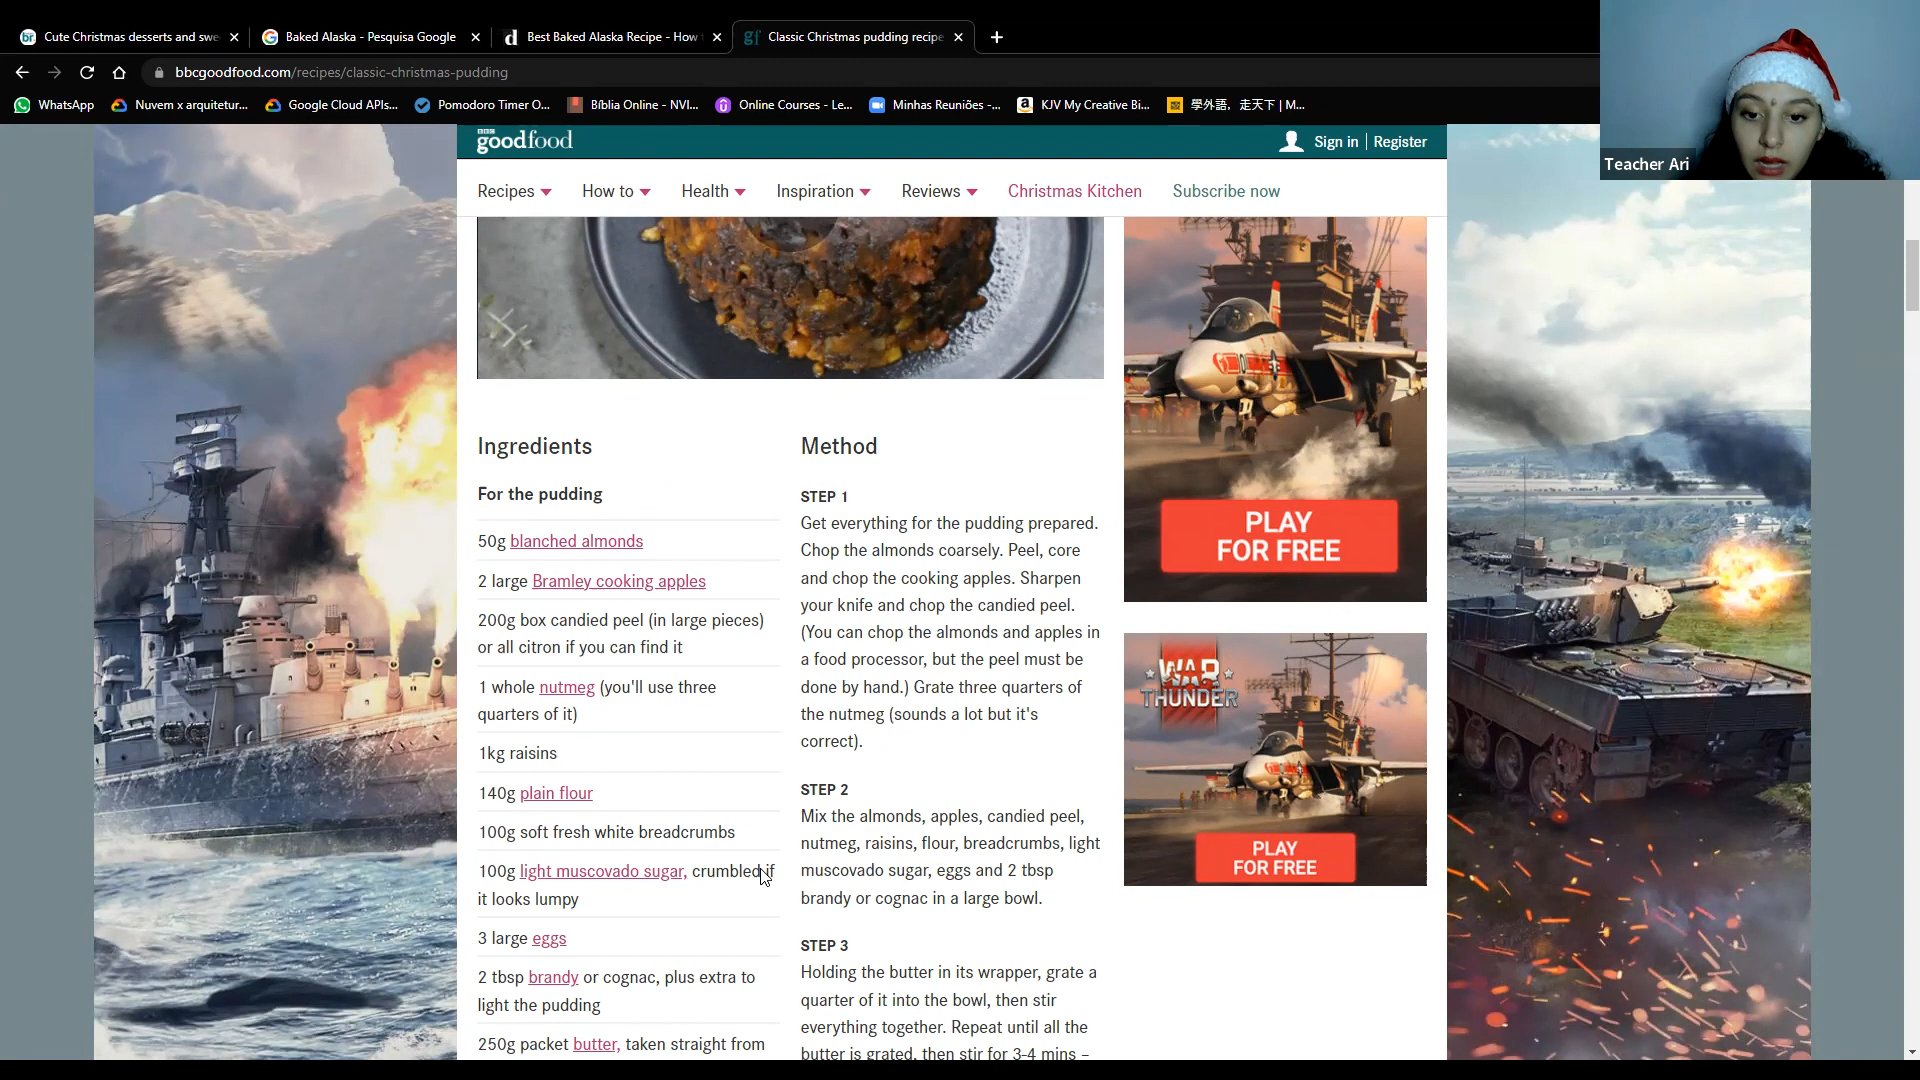 Cute Christmas desserts and swe
Baked Alaska - Pesquisa Google
Best Baked Alaska Recipe - How
Classic Christmas pudding recipe
bbcgoodfood.com/recipes/classic-christmas-pudding
WhatsApp
Nuvem x arquitetur...
Google Cloud APIs...
Pomodoro Timer O...
Bíblia Online - NVI...
Online Courses - Le...
Minhas Reuniões -...
KJV My Creative Bi...
學外語，走天下 | M...
Teacher Ari
BBC
goodfood
Sign in | Register
Recipes
How to
Health
Inspiration
Reviews
Christmas Kitchen
Subscribe now
Ingredients
For the pudding
50g blanched almonds
2 large Bramley cooking apples
200g box candied peel (in large pieces)
or all citron if you can find it
1 whole nutmeg (you'll use three
quarters of it)
1kg raisins
140g plain flour
100g soft fresh white breadcrumbs
100g light muscovado sugar, crumbled if
it looks lumpy
3 large eggs
2 tbsp brandy or cognac, plus extra to
light the pudding
250g packet butter, taken straight from
Method
STEP 1
Get everything for the pudding prepared.
Chop the almonds coarsely. Peel, core
and chop the cooking apples. Sharpen
your knife and chop the candied peel.
(You can chop the almonds and apples in
a food processor, but the peel must be
done by hand.) Grate three quarters of
the nutmeg (sounds a lot but it's
correct).
STEP 2
Mix the almonds, apples, candied peel,
nutmeg, raisins, flour, breadcrumbs, light
muscovado sugar, eggs and 2 tbsp
brandy or cognac in a large bowl.
STEP 3
Holding the butter in its wrapper, grate a
quarter of it into the bowl, then stir
everything together. Repeat until all the
butter is grated, then stir for 3-4 mins –
PLAY
FOR FREE
WAR
THUNDER
PLAY
FOR FREE